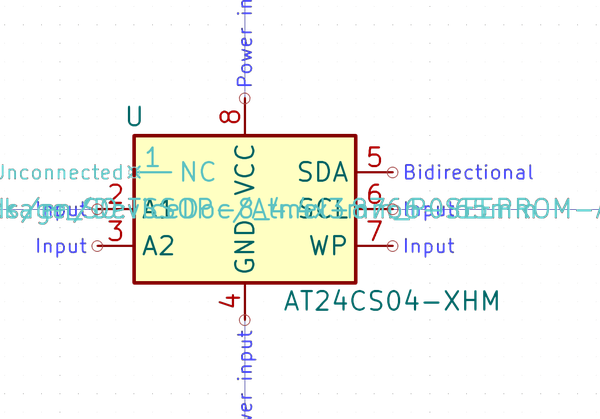 Power in
U
8
Unconnected
1
NC
VCC
SDA
5
Bidirectional
2
A1
SCL
6
Input
Input
3
A2
GND
WP
7
Input
4
AT24CS04-XHM
wer input